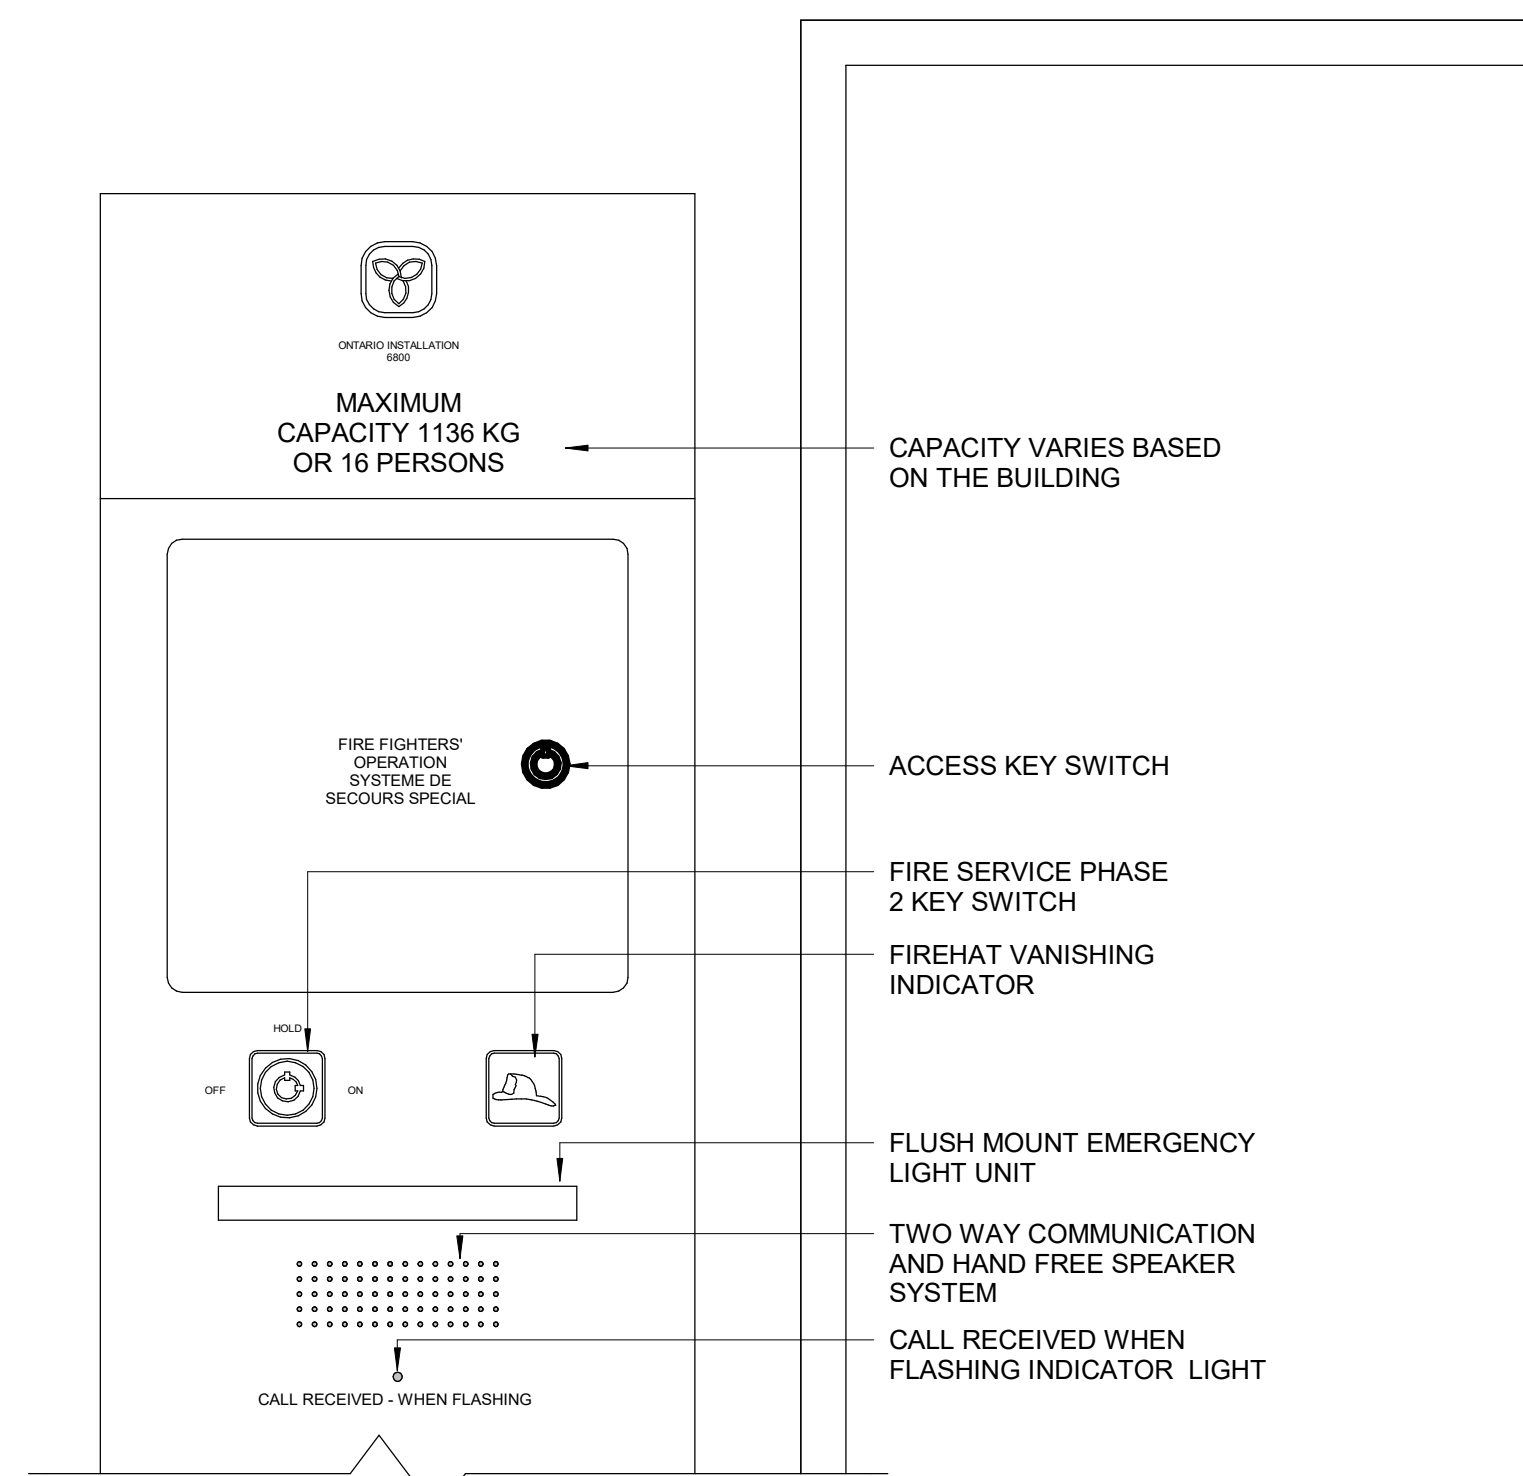 ONTARIO INSTALLATION
6800
MAXIMUM
CAPACITY 1136 KG
OR 16 PERSONS
CAPACITY VARIES BASED
ON THE BUILDING
FIRE FIGHTERS'
OPERATION
SYSTEME DE
SECOURS SPECIAL
ACCESS KEY SWITCH
FIRE SERVICE PHASE
2 KEY SWITCH
FIREHAT VANISHING
INDICATOR
HOLD
OFF
ON
FLUSH MOUNT EMERGENCY
LIGHT UNIT
TWO WAY COMMUNICATION
AND HAND FREE SPEAKER
SYSTEM
CALL RECEIVED WHEN
FLASHING INDICATOR LIGHT
CALL RECEIVED - WHEN FLASHING